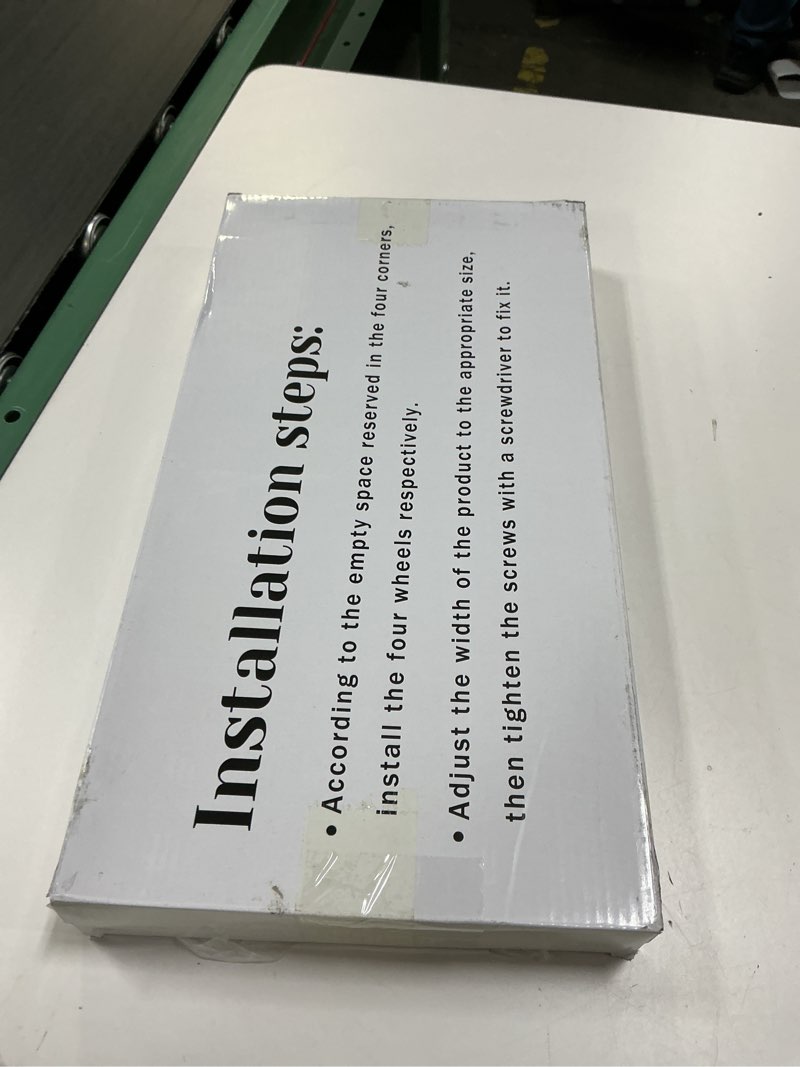 Installation steps:
• According to the empty space reserved in the four corners,
install the four wheels respectively.
• Adjust the width of the product to the appropriate size,
then tighten the screws with a screwdriver to fix it.